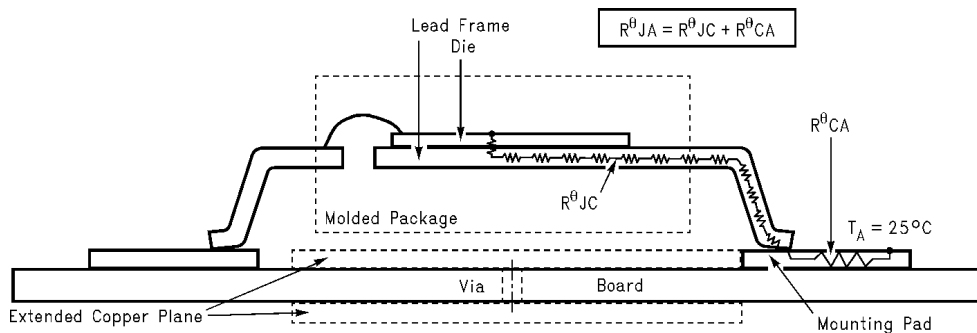 RθJA = RθJC + RθCA
Lead Frame
Die
RθCA
RθJC
Molded Package
TA = 25°C
Via
Board
Extended Copper Plane
Mounting Pad